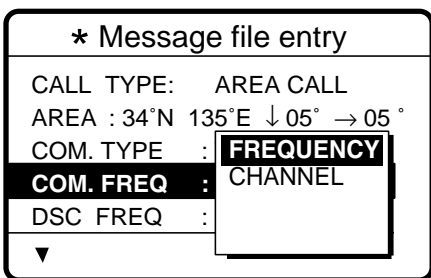 * Message file entry
CALL TYPE: AREA CALL
AREA : 34°N 135°E ↓05° →05 °
COM. TYPE :
FREQUENCY
COM. FREQ :
CHANNEL
DSC FREQ :
▼